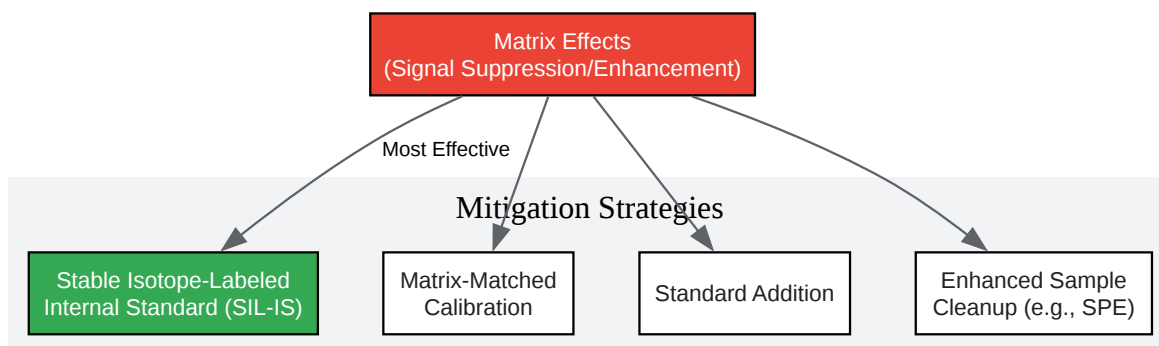 Matrix Effects
(Signal Suppression/Enhancement)
Most Effective
Mitigation Strategies
Stable Isotope-Labeled
Internal Standard (SIL-IS)
Matrix-Matched
Calibration
Standard Addition
Enhanced Sample
Cleanup (e.g., SPE)